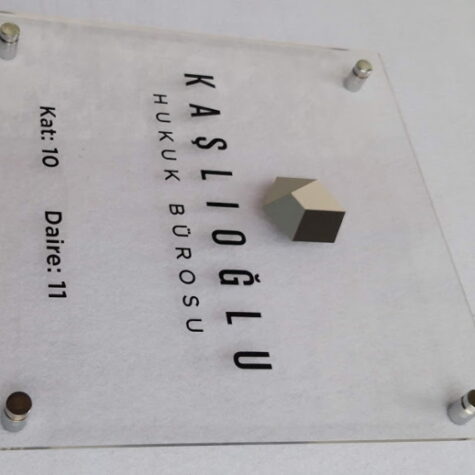 KAŞLIOĞLU
HUKUK BÜROSU
Kat: 10 Daire: 11